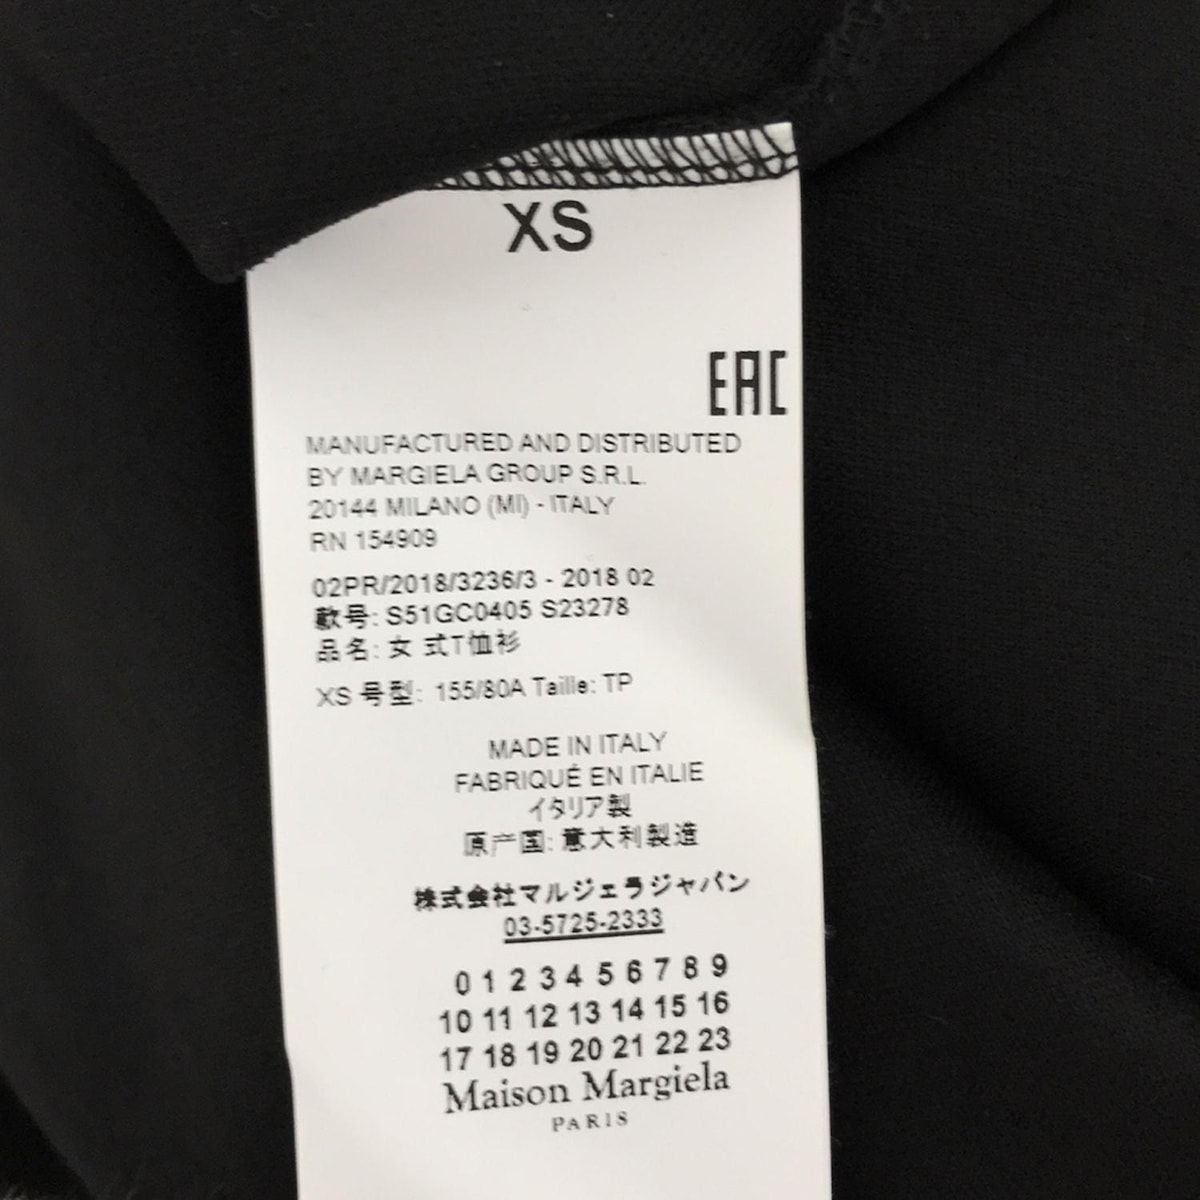 XS
EAC
MANUFACTURED AND DISTRIBUTED
BY MARGIELA GROUP S.R.L.
20144 MILANO (MI) - ITALY
RN 154909
02PR/2018/3236/3 - 2018 02
款号: S51GC0405 S23278
品名: 女 式T恤衫
XS 号型: 155/80A Taille: TP
MADE IN ITALY
FABRIQUÉ EN ITALIE
イタリア製
原产国: 意大利製造
株式会社マルジェラジャパン
03-5725-2333
0 1 2 3 4 5 6 7 8 9
10 11 12 13 14 15 16
17 18 19 20 21 22 23
Maison Margiela
PARIS